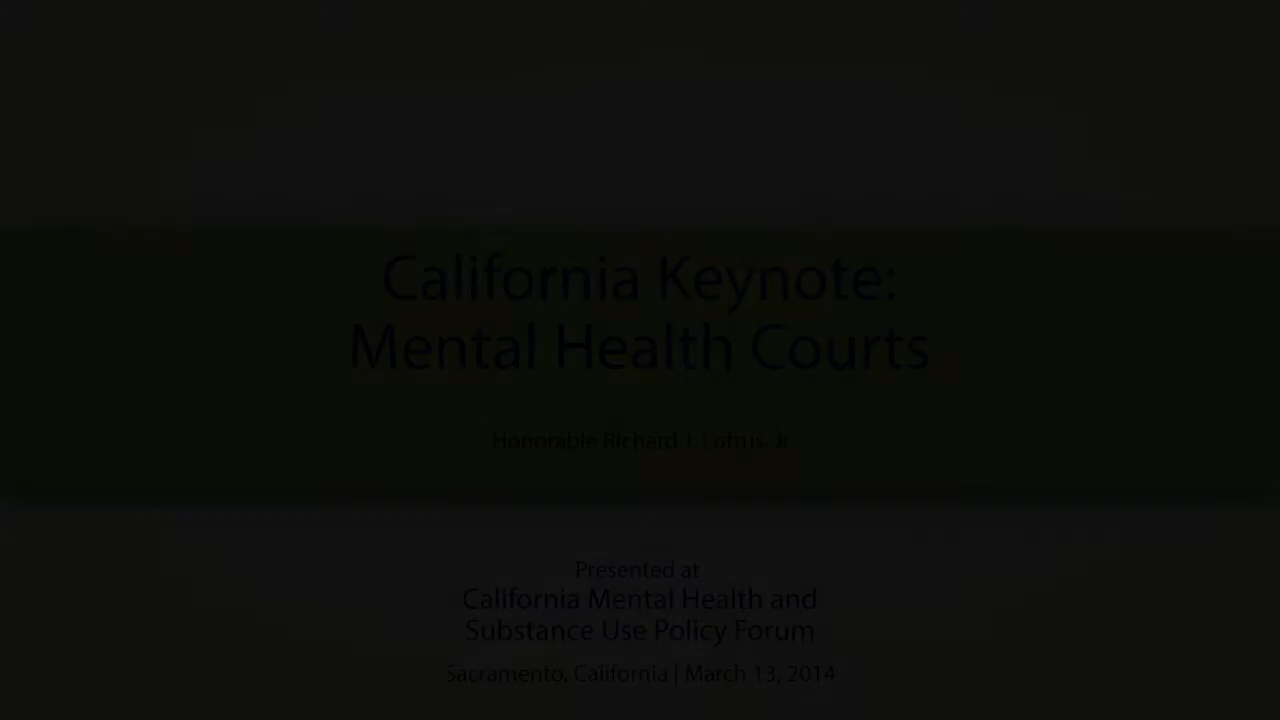 California Keynote:
Mental Health Courts
Honorable Richard J. Loftus, Jr.
Presented at
California Mental Health and
Substance Use Policy Forum
Sacramento, California | March 13, 2014